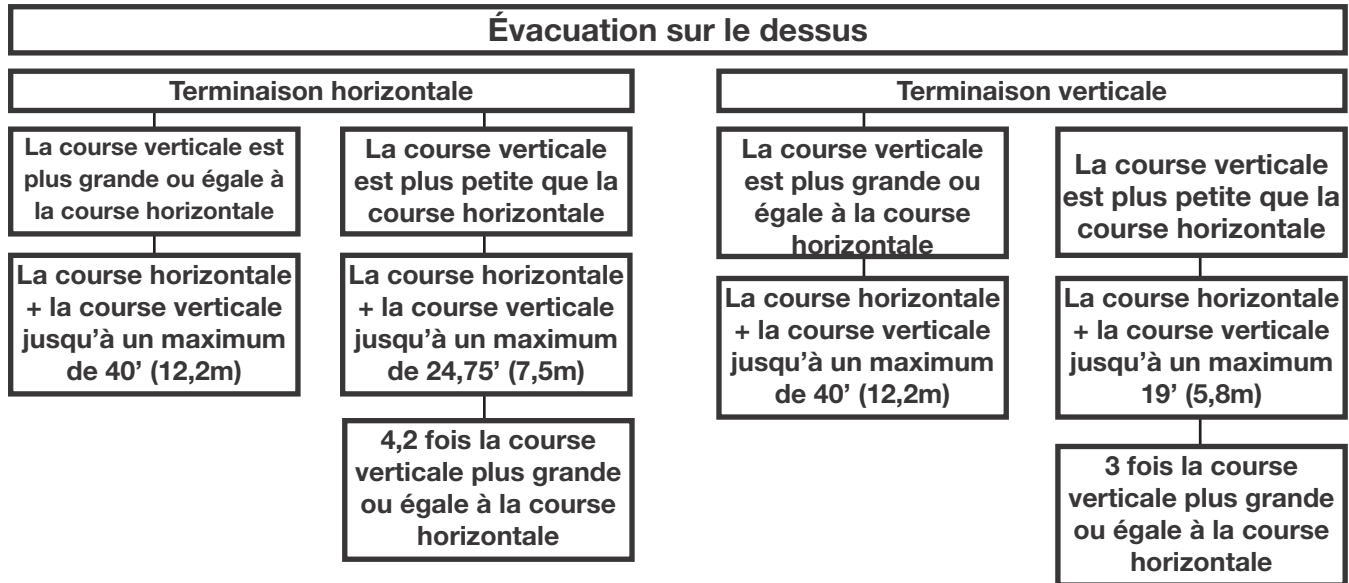 Évacuation sur le dessus
Terminaison horizontale
La course verticale est
plus grande ou égale à
la course horizontale
La course horizontale
+ la course verticale
jusqu'à un maximum
de 40' (12,2m)
La course verticale
est plus petite que la
course horizontale
La course horizontale
+ la course verticale
jusqu'à un maximum
de 24,75' (7,5m)
4,2 fois la course
verticale plus grande
ou égale à la course
horizontale
Terminaison verticale
La course verticale
est plus grande ou
égale à la course
horizontale
La course horizontale
+ la course verticale
jusqu'à un maximum
de 40' (12,2m)
La course verticale
est plus petite que la
course horizontale
La course horizontale
+ la course verticale
jusqu'à un maximum
19' (5,8m)
3 fois la course
verticale plus grande
ou égale à la course
horizontale